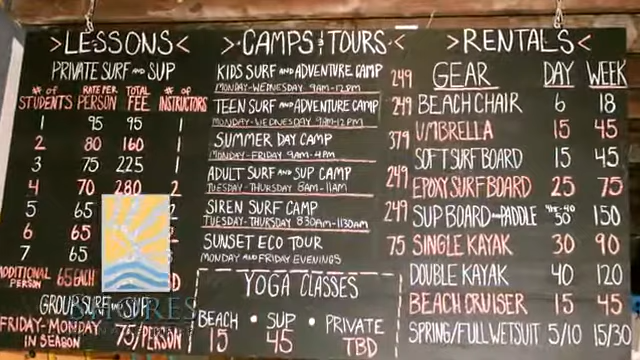 >LESSONS<
PRIVATE SURF AND SUP
# OF STUDENTS RATE PER PERSON TOTAL FEE # OF INSTRUCTORS
1 95 95 1
2 80 160 1
3 75 225 1
4 70 280 2
5 65 2
6 65
7 65
ADDITIONAL PERSON 65 EACH
GROUP SURF AND SUP
FRIDAY-MONDAY IN SEASON 75/PERSON
>CAMPS & TOURS<
KIDS SURF AND ADVENTURE CAMP 249
MONDAY-WEDNESDAY 9AM-12PM
TEEN SURF AND ADVENTURE CAMP 249
MONDAY-WEDNESDAY 9AM-12PM
SUMMER DAY CAMP 379
MONDAY-FRIDAY 9AM-4PM
ADULT SURF AND SUP CAMP 249
TUESDAY-THURSDAY 8AM-11AM
SIREN SURF CAMP 249
TUESDAY-THURSDAY 830AM-1130AM
SUNSET ECO TOUR 75
MONDAY AND FRIDAY EVENINGS
YOGA CLASSES
BEACH • SUP • PRIVATE
15 45 TBD
>RENTALS<
GEAR DAY WEEK
BEACH CHAIR 6 18
UMBRELLA 15 45
SOFT SURFBOARD 15 45
EPOXY SURFBOARD 25 75
SUP BOARD AND PADDLE 50 150
SINGLE KAYAK 30 90
DOUBLE KAYAK 40 120
BEACH CRUISER 15 45
SPRING/FULL WETSUIT 5/10 15/30
SHORES